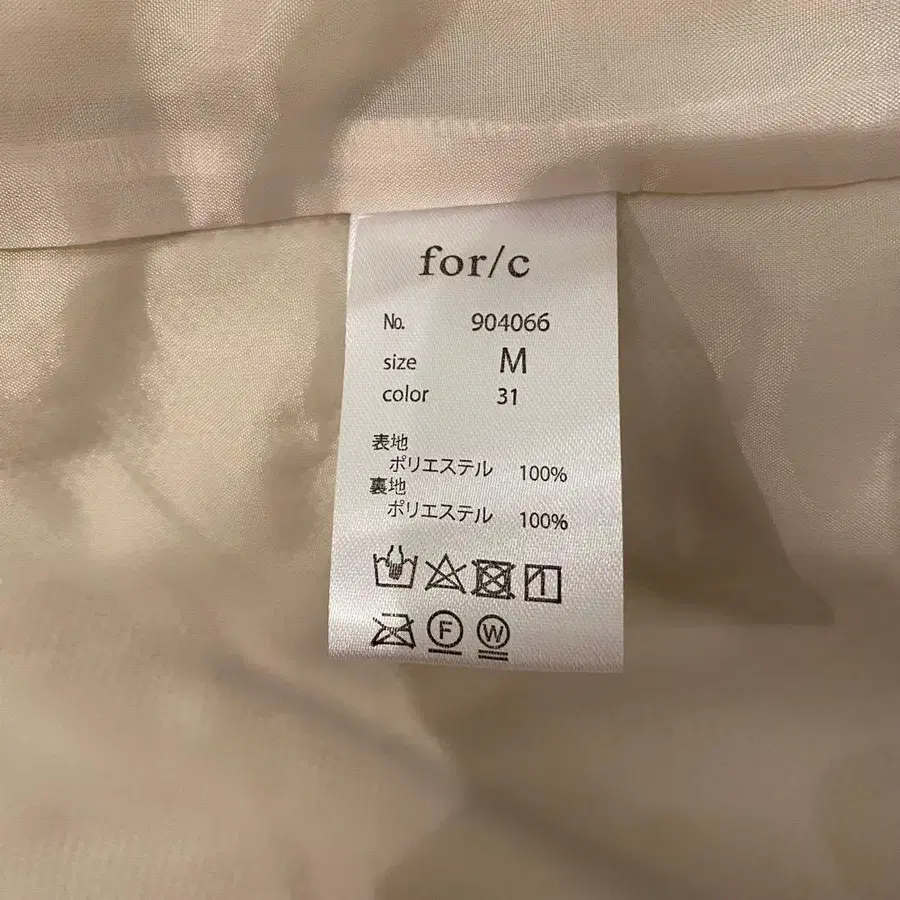 for/c
No. 904066
size M
color 31
表地
ポリエステル 100%
裏地
ポリエステル 100%
F W